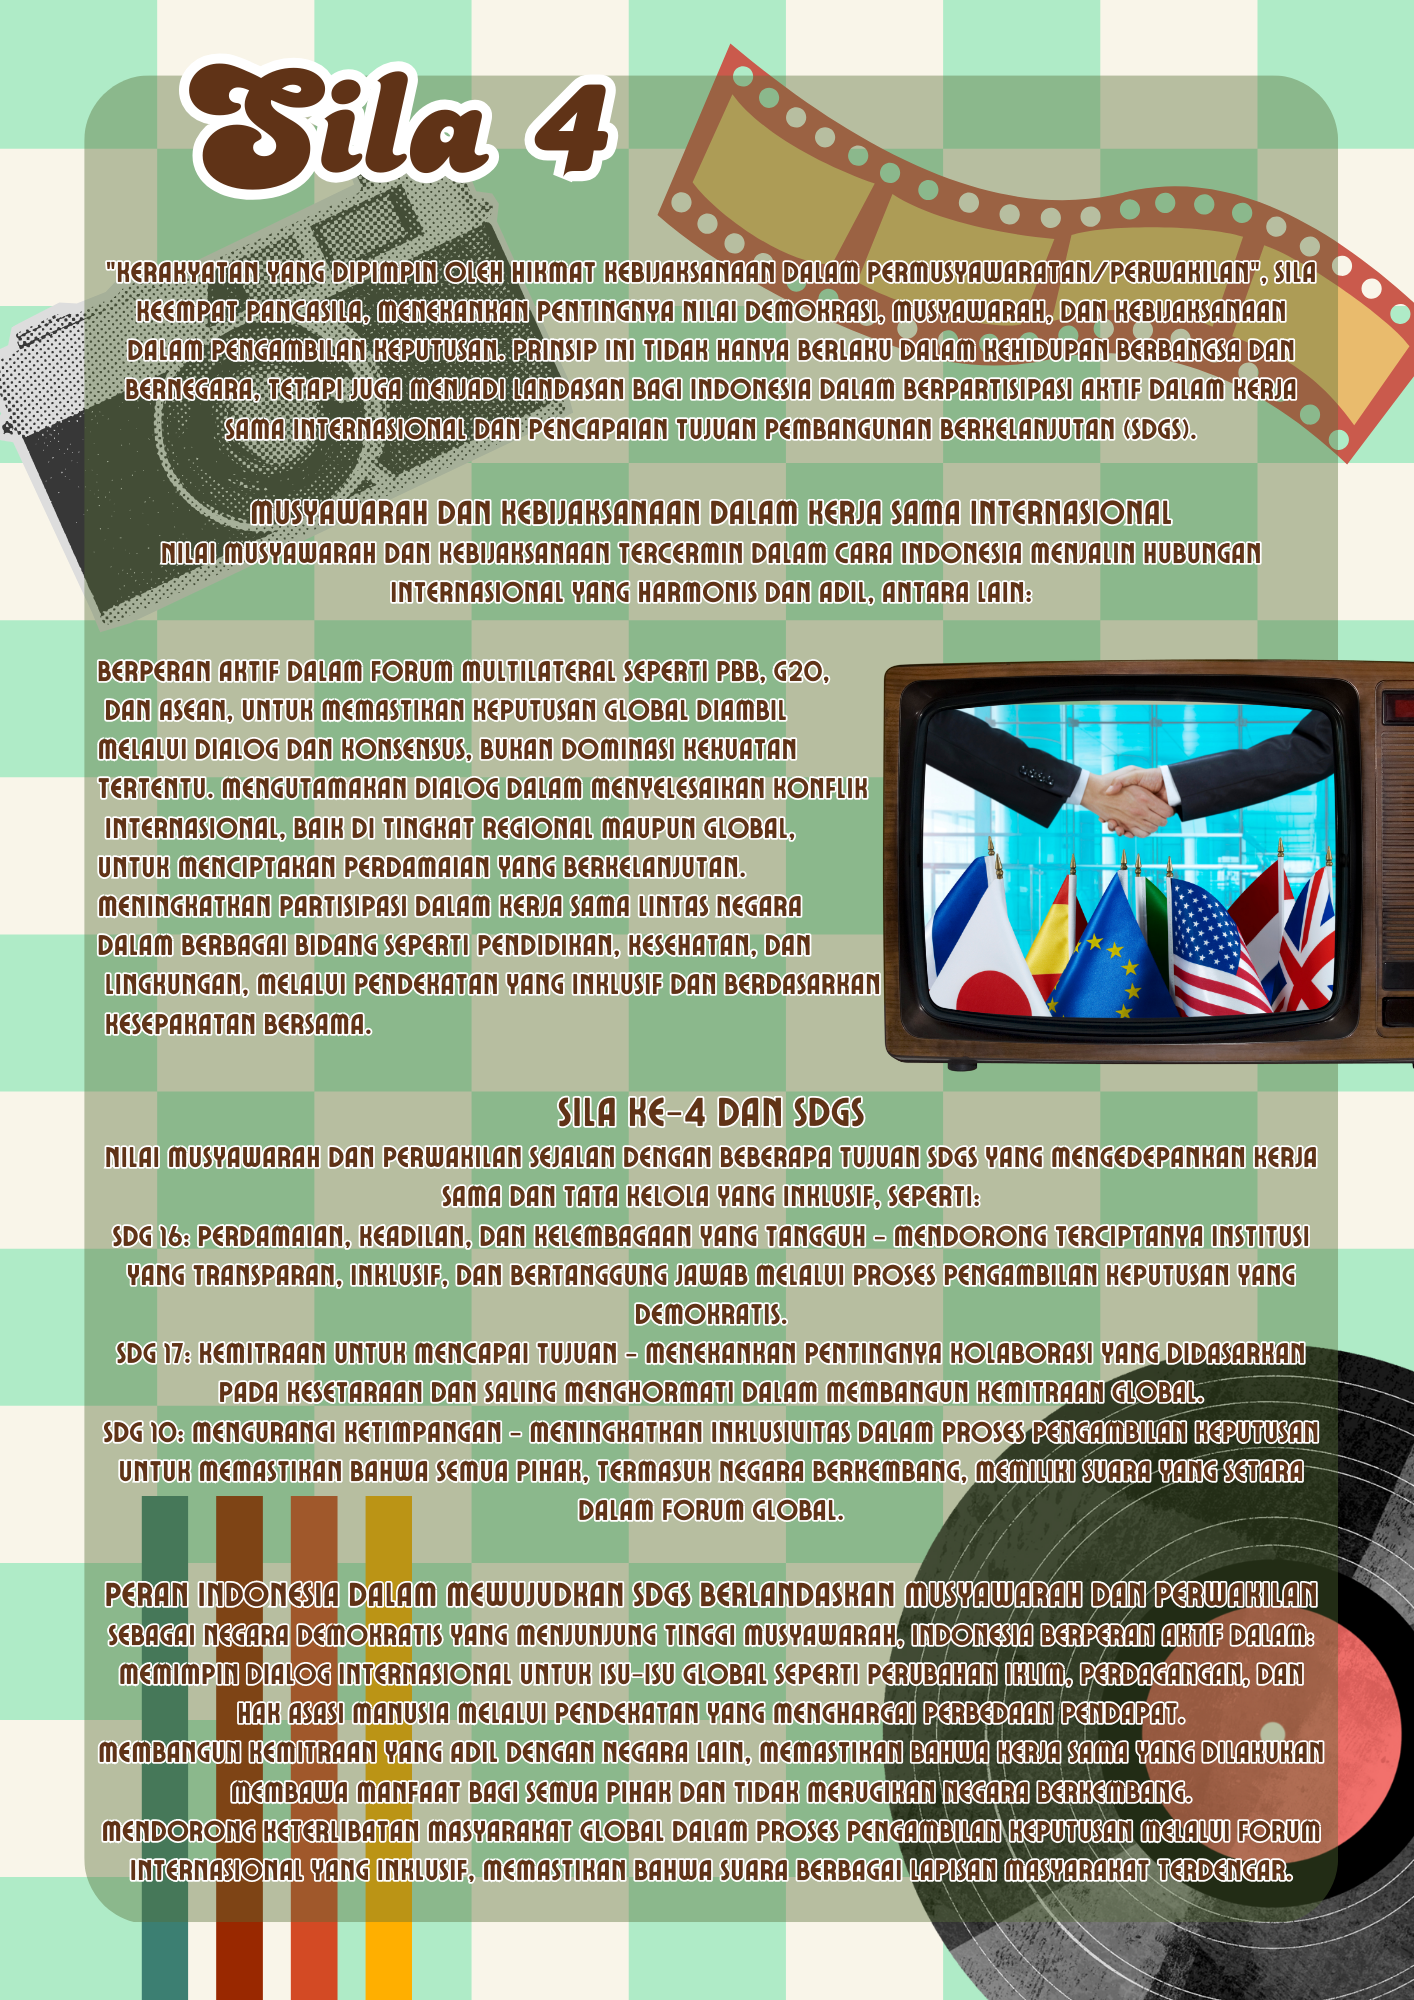 Sila 4
"KERAKYATAN YANG DIPIMPIN OLEH HIKMAT KEBIJAKSANAAN DALAM PERMUSYAWARATAN/PERWAKILAN", SILA
KEEMPAT PANCASILA, MENEKANKAN PENTINGNYA NILAI DEMOKRASI, MUSYAWARAH, DAN KEBIJAKSANAAN
DALAM PENGAMBILAN KEPUTUSAN. PRINSIP INI TIDAK HANYA BERLAKU DALAM KEHIDUPAN BERBANGSA DAN
BERNEGARA, TETAPI JUGA MENJADI LANDASAN BAGI INDONESIA DALAM BERPARTISIPASI AKTIF DALAM KERJA
SAMA INTERNASIONAL DAN PENCAPAIAN TUJUAN PEMBANGUNAN BERKELANJUTAN (SDGS).
MUSYAWARAH DAN KEBIJAKSANAAN DALAM KERJA SAMA INTERNASIONAL
NILAI MUSYAWARAH DAN KEBIJAKSANAAN TERCERMIN DALAM CARA INDONESIA MENJALIN HUBUNGAN
INTERNASIONAL YANG HARMONIS DAN ADIL, ANTARA LAIN:
BERPERAN AKTIF DALAM FORUM MULTILATERAL SEPERTI PBB, G20,
DAN ASEAN, UNTUK MEMASTIKAN KEPUTUSAN GLOBAL DIAMBIL
MELALUI DIALOG DAN KONSENSUS, BUKAN DOMINASI KEKUATAN
TERTENTU. MENGUTAMAKAN DIALOG DALAM MENYELESAIKAN KONFLIK
INTERNASIONAL, BAIK DI TINGKAT REGIONAL MAUPUN GLOBAL,
UNTUK MENCIPTAKAN PERDAMAIAN YANG BERKELANJUTAN.
MENINGKATKAN PARTISIPASI DALAM KERJA SAMA LINTAS NEGARA
DALAM BERBAGAI BIDANG SEPERTI PENDIDIKAN, KESEHATAN, DAN
LINGKUNGAN, MELALUI PENDEKATAN YANG INKLUSIF DAN BERDASARKAN
KESEPAKATAN BERSAMA.
SILA KE-4 DAN SDGS
NILAI MUSYAWARAH DAN PERWAKILAN SEJALAN DENGAN BEBERAPA TUJUAN SDGS YANG MENGEDEPANKAN KERJA
SAMA DAN TATA KELOLA YANG INKLUSIF, SEPERTI:
SDG 16: PERDAMAIAN, KEADILAN, DAN KELEMBAGAAN YANG TANGGUH – MENDORONG TERCIPTANYA INSTITUSI
YANG TRANSPARAN, INKLUSIF, DAN BERTANGGUNG JAWAB MELALUI PROSES PENGAMBILAN KEPUTUSAN YANG
DEMOKRATIS.
SDG 17: KEMITRAAN UNTUK MENCAPAI TUJUAN – MENEKANKAN PENTINGNYA KOLABORASI YANG DIDASARKAN
PADA KESETARAAN DAN SALING MENGHORMATI DALAM MEMBANGUN KEMITRAAN GLOBAL.
SDG 10: MENGURANGI KETIMPANGAN – MENINGKATKAN INKLUSIVITAS DALAM PROSES PENGAMBILAN KEPUTUSAN
UNTUK MEMASTIKAN BAHWA SEMUA PIHAK, TERMASUK NEGARA BERKEMBANG, MEMILIKI SUARA YANG SETARA
DALAM FORUM GLOBAL.
PERAN INDONESIA DALAM MEWUJUDKAN SDGS BERLANDASKAN MUSYAWARAH DAN PERWAKILAN
SEBAGAI NEGARA DEMOKRATIS YANG MENJUNJUNG TINGGI MUSYAWARAH, INDONESIA BERPERAN AKTIF DALAM:
MEMIMPIN DIALOG INTERNASIONAL UNTUK ISU-ISU GLOBAL SEPERTI PERUBAHAN IKLIM, PERDAGANGAN, DAN
HAK ASASI MANUSIA MELALUI PENDEKATAN YANG MENGHARGAI PERBEDAAN PENDAPAT.
MEMBANGUN KEMITRAAN YANG ADIL DENGAN NEGARA LAIN, MEMASTIKAN BAHWA KERJA SAMA YANG DILAKUKAN
MEMBAWA MANFAAT BAGI SEMUA PIHAK DAN TIDAK MERUGIKAN NEGARA BERKEMBANG.
MENDORONG KETERLIBATAN MASYARAKAT GLOBAL DALAM PROSES PENGAMBILAN KEPUTUSAN MELALUI FORUM
INTERNASIONAL YANG INKLUSIF, MEMASTIKAN BAHWA SUARA BERBAGAI LAPISAN MASYARAKAT TERDENGAR.